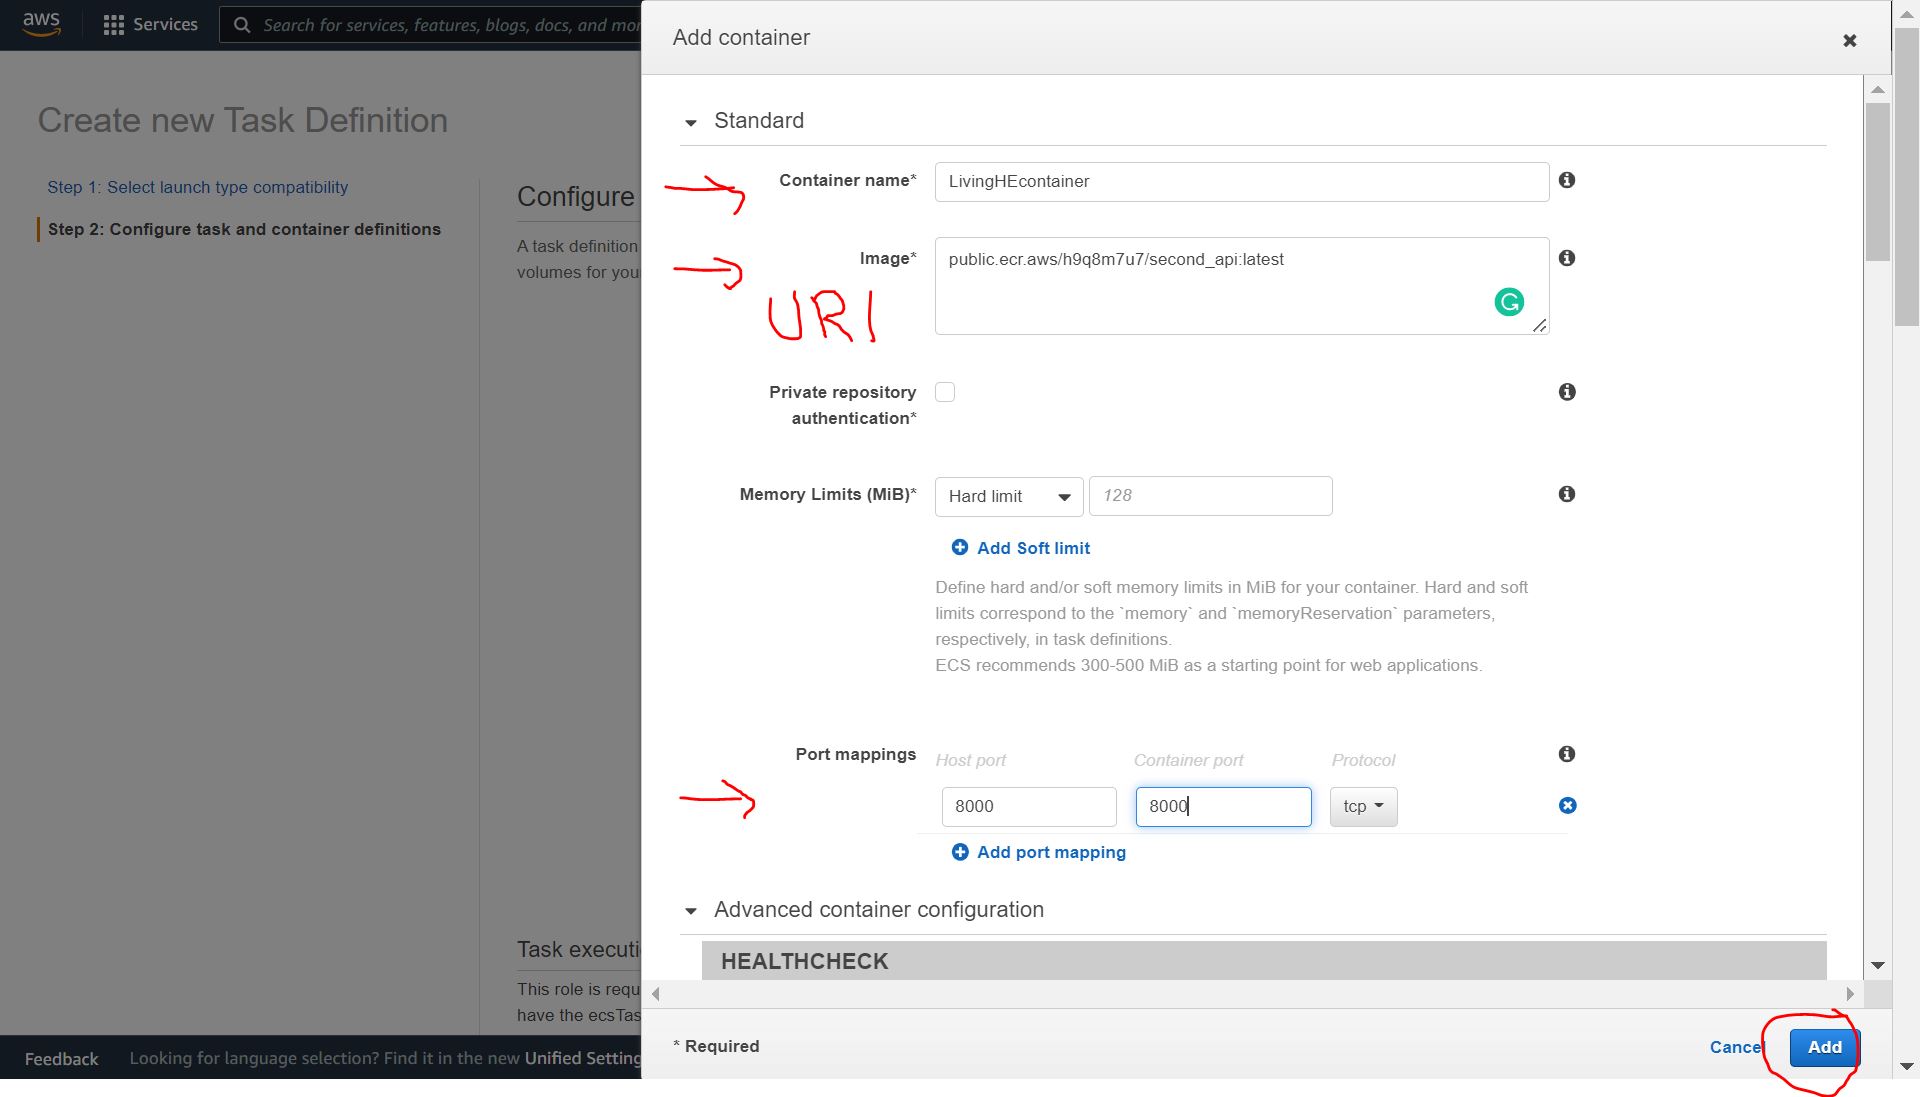 aws
Services
Search for services, features, blogs, docs, and mor
Create new Task Definition
Step 1: Select launch type compatibility
Step 2: Configure task and container definitions
Configure
A task definition
volumes for your
Task executi
This role is requ
have the ecsTas
Add container
Standard
Container name*
LivingHEcontainer
Image*
public.ecr.aws/h9q8m7u7/second_api:latest
URI
Private repository
authentication*
Memory Limits (MiB)*
Hard limit
128
Add Soft limit
Define hard and/or soft memory limits in MiB for your container. Hard and soft
limits correspond to the `memory` and `memoryReservation` parameters,
respectively, in task definitions.
ECS recommends 300-500 MiB as a starting point for web applications.
Port mappings
Host port
Container port
Protocol
8000
8000
tcp
Add port mapping
Advanced container configuration
HEALTHCHECK
* Required
Cancel
Add
Feedback
Looking for language selection? Find it in the new Unified Setting